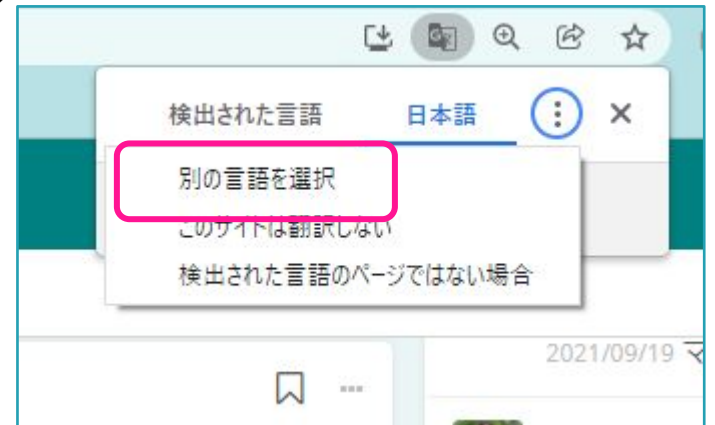 検出された言語 日本語
別の言語を選択
このサイトは翻訳しない
検出された言語のページではない場合
2021/09/19 マ